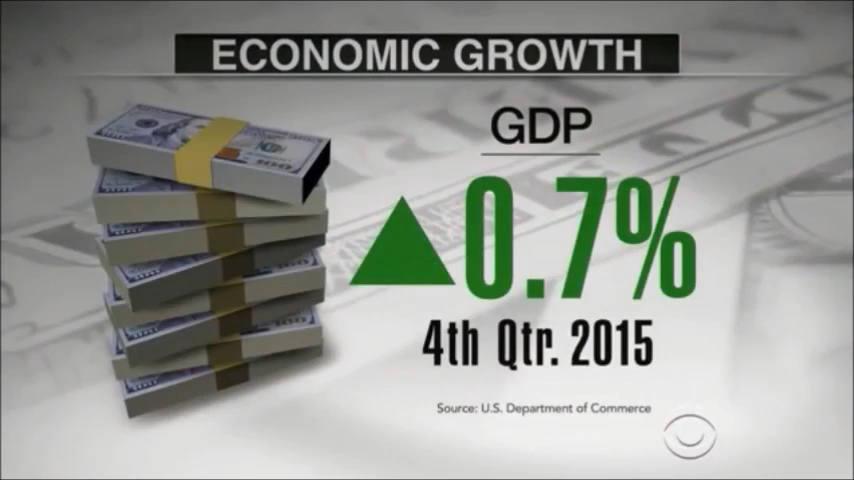 ECONOMIC GROWTH
GDP
▲0.7%
4th Qtr. 2015
Source: U.S. Department of Commerce